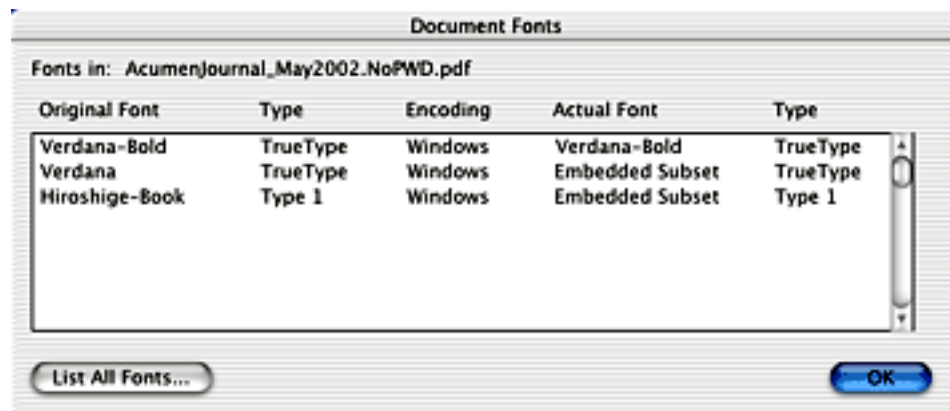 Document Fonts
Fonts in: AcumenJournal_May2002.NoPWD.pdf
Original Font Type Encoding Actual Font Type
Verdana-Bold TrueType Windows Verdana-Bold TrueType
Verdana TrueType Windows Embedded Subset TrueType
Hiroshige-Book Type 1 Windows Embedded Subset Type 1
List All Fonts... OK